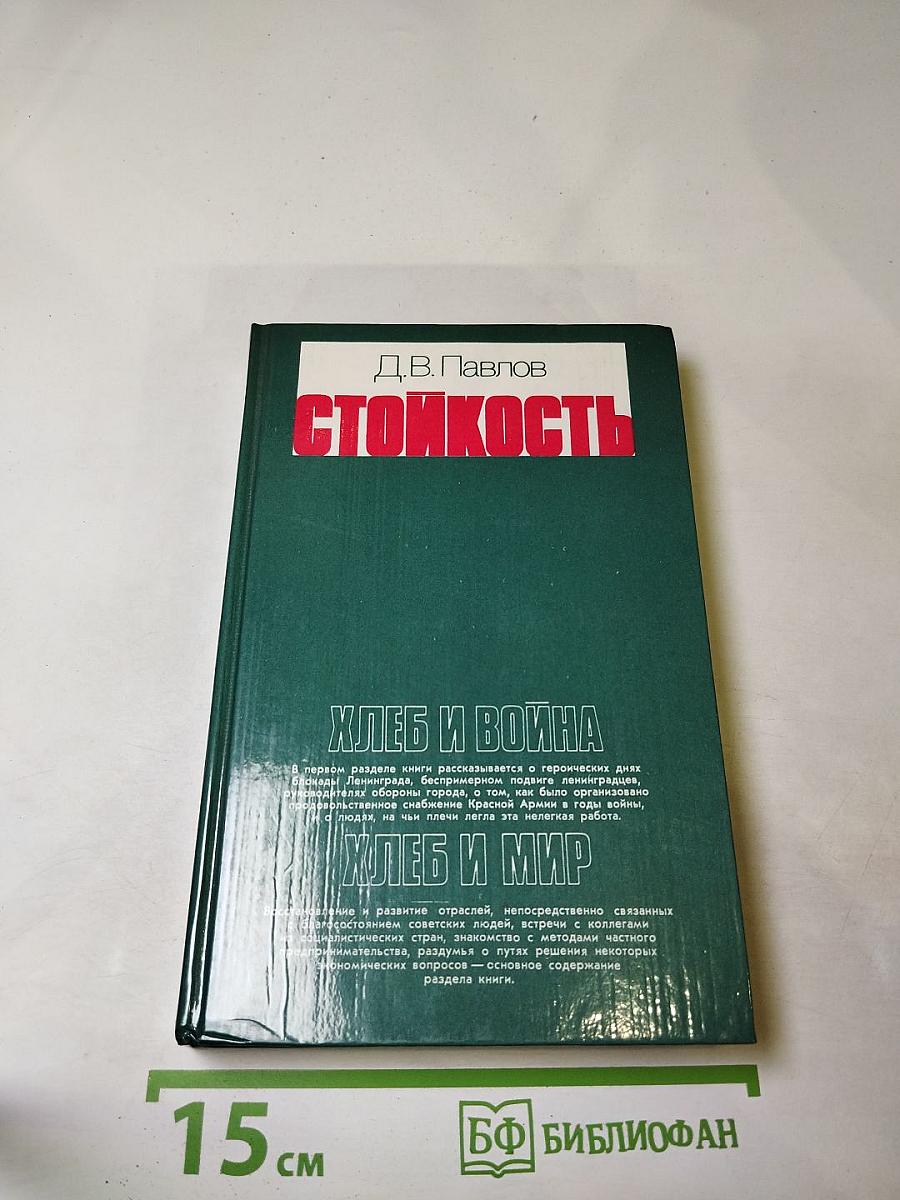 Д.В. Павлов
СТОЙКОСТЬ
ХЛЕБ И ВОЙНА
В первом разделе книги рассказывается о героических днях
блокады Ленинграда, беспримерном подвиге ленинградцев,
руководителях обороны города, о том, как было организовано
продовольственное снабжение Красной Армии в годы войны,
и о людях, на чьи плечи легла эта нелегкая работа.
ХЛЕБ И МИР
Восстановление и развитие отраслей, непосредственно связанных
с благосостоянием советских людей, встречи с коллегами
из социалистических стран, знакомство с методами частного
предпринимательства, раздумья о путях решения некоторых
экономических вопросов — основное содержание
раздела книги.
15 см
БФ БИБЛИОФАН